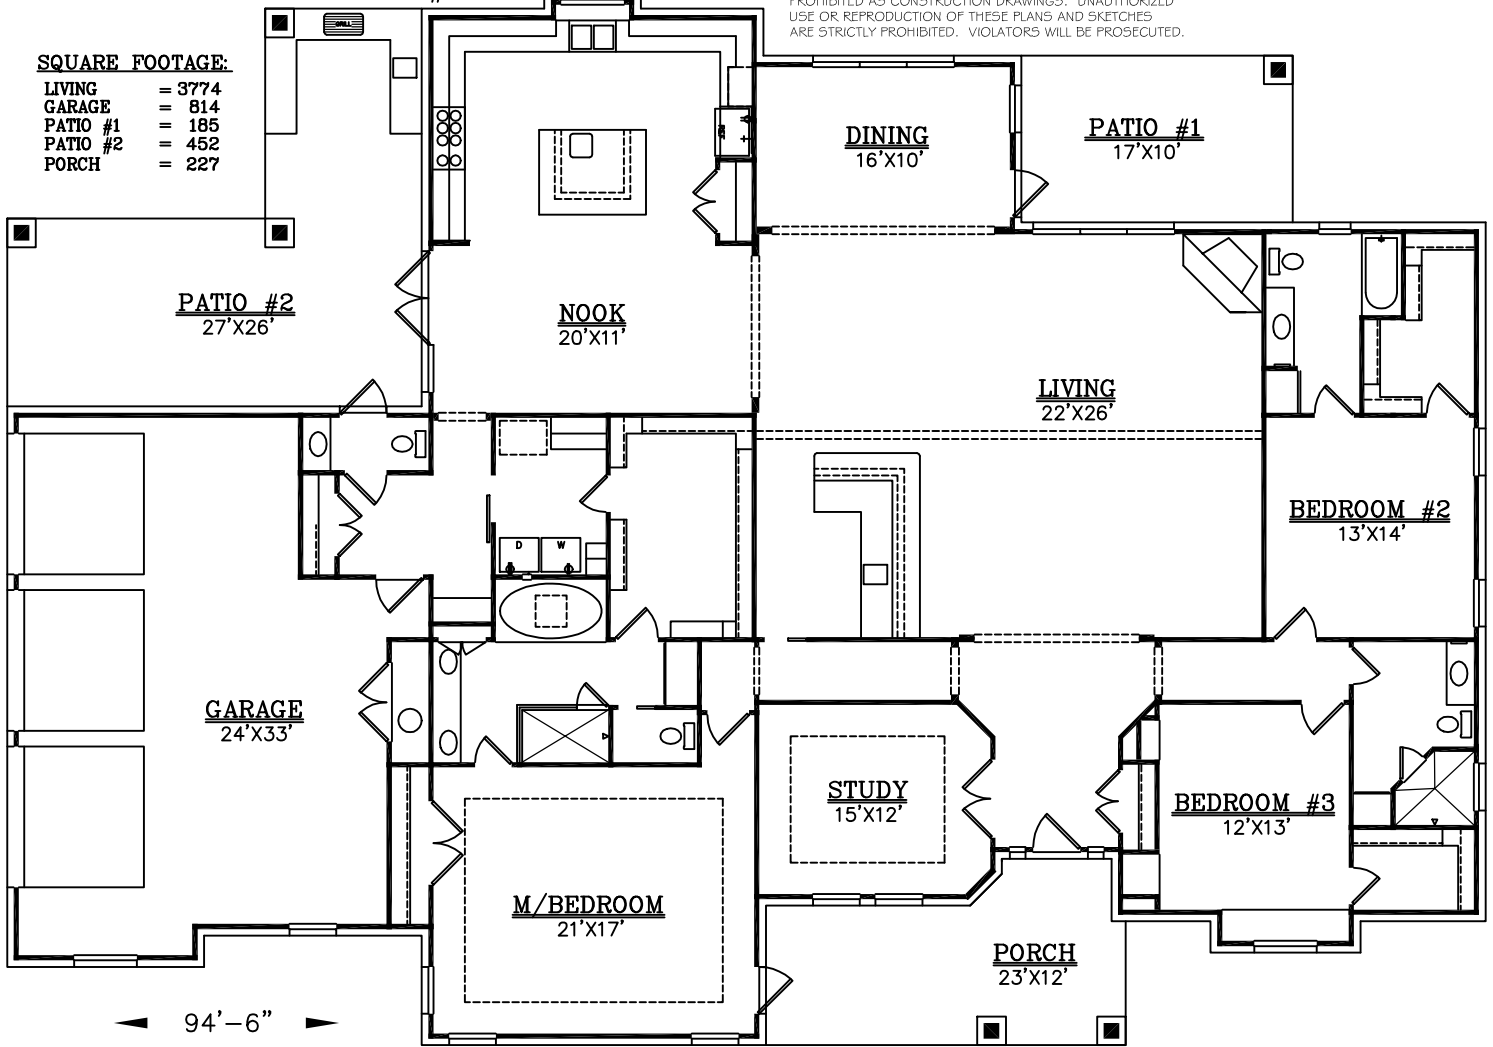 PROHIBITED AS CONSTRUCTION DRAWINGS. UNAUTHORIZED
USE OR REPRODUCTION OF THESE PLANS AND SKETCHES
ARE STRICTLY PROHIBITED. VIOLATORS WILL BE PROSECUTED.
GRILL
SQUARE FOOTAGE:
LIVING = 3774
GARAGE = 814
PATIO #1 = 185
PATIO #2 = 452
PORCH = 227
REF
DINING
16'X10'
PATIO #1
17'X10'
PATIO #2
27'X26'
NOOK
20'X11'
LIVING
22'X26'
BEDROOM #2
13'X14'
D W
GARAGE
24'X33'
STUDY
15'X12'
BEDROOM #3
12'X13'
M/BEDROOM
21'X17'
PORCH
23'X12'
94'-6"